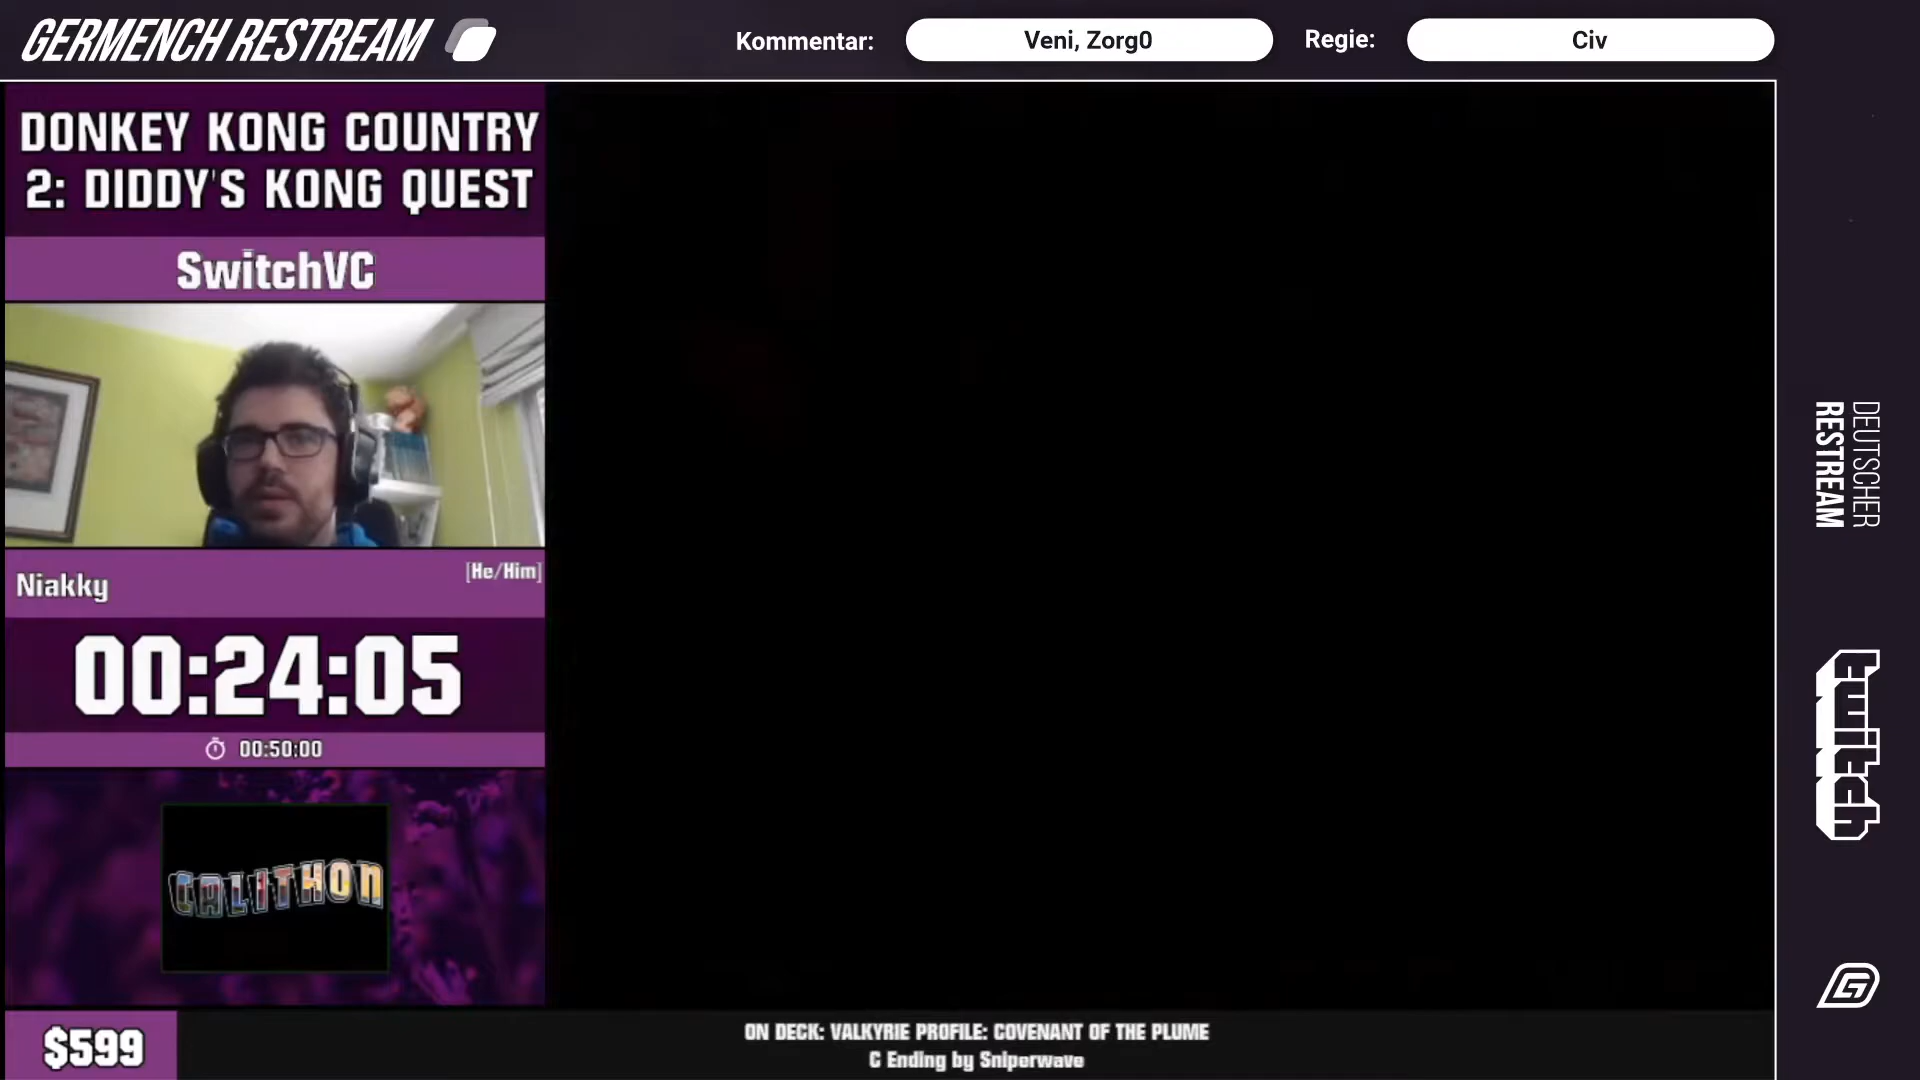 GERMENCH RESTREAM
Kommentar:
Veni, Zorg0
Regie:
Civ
DONKEY KONG COUNTRY
2: DIDDY'S KONG QUEST
SwitchVC
Niakky
[He/Him]
00:24:05
00:50:00
CALITHON
$599
ON DECK: VALKYRIE PROFILE: COVENANT OF THE PLUME
C Ending by Sniperwave
DEUTSCHER
RESTREAM
twitch
G